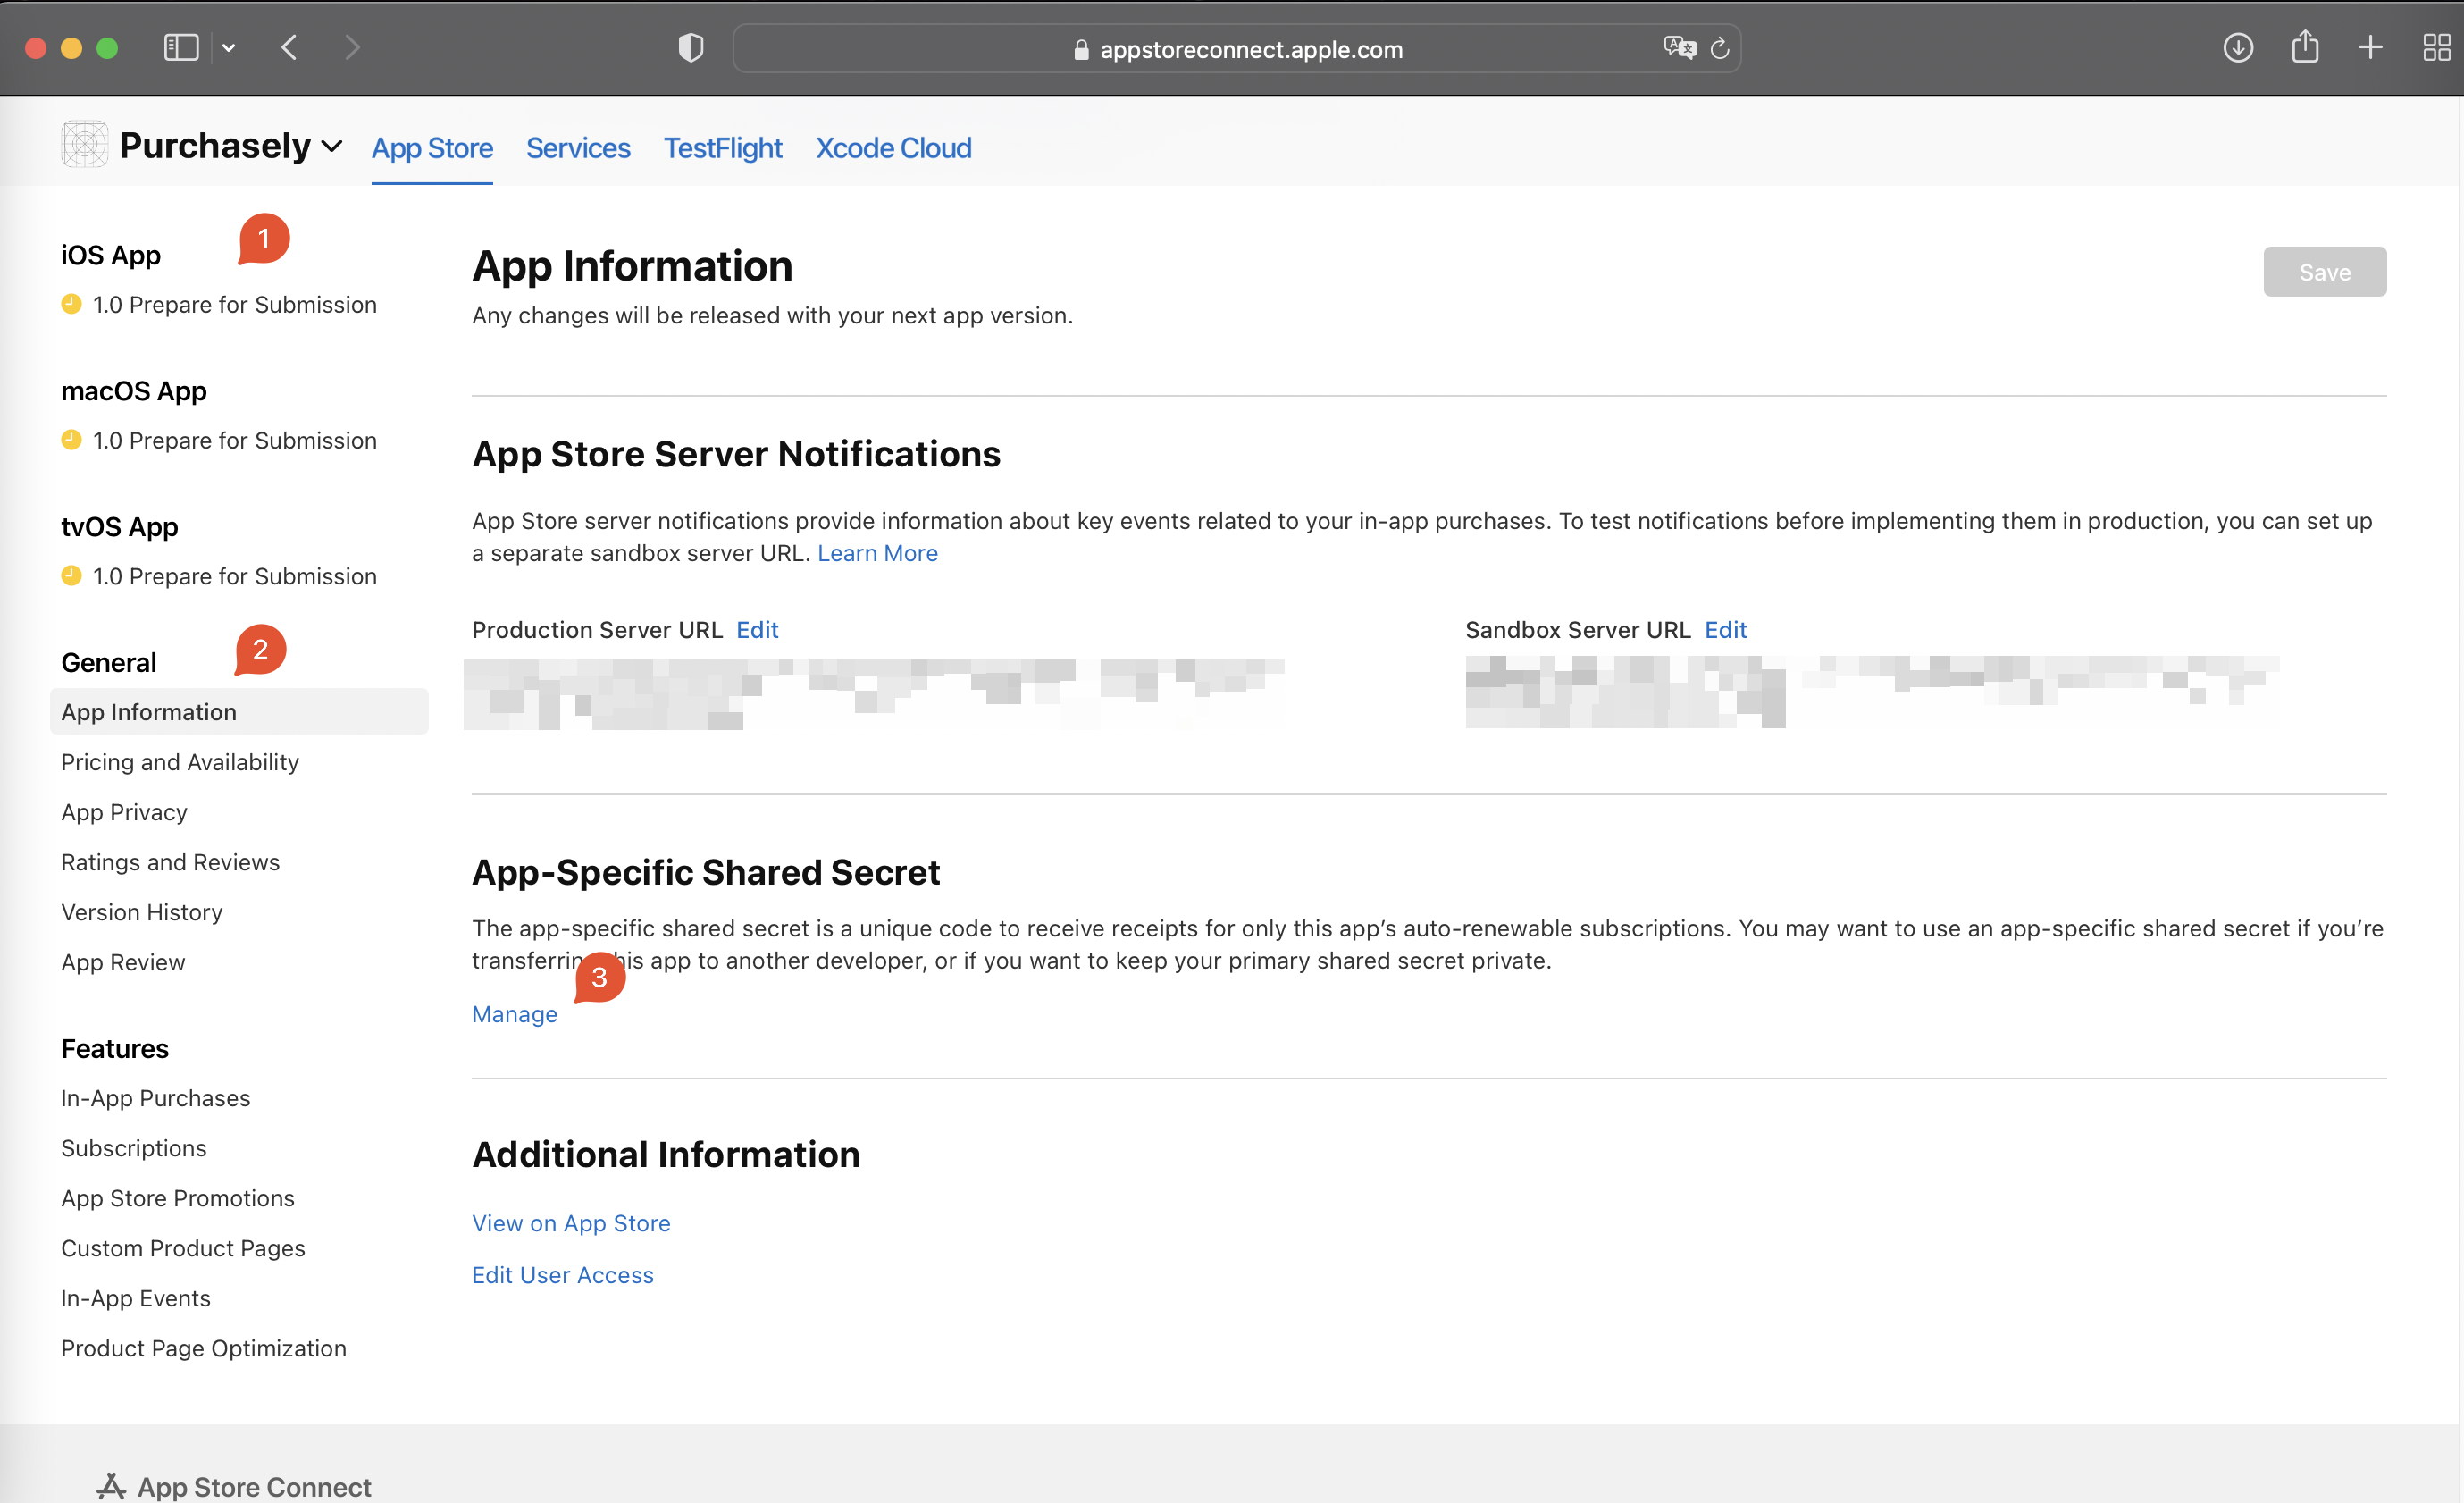 appstoreconnect.apple.com
Purchasely
App Store
Services
TestFlight
Xcode Cloud
iOS App
1
1.0 Prepare for Submission
macOS App
1.0 Prepare for Submission
tvOS App
1.0 Prepare for Submission
General
2
App Information
Pricing and Availability
App Privacy
Ratings and Reviews
Version History
App Review
Features
In-App Purchases
Subscriptions
App Store Promotions
Custom Product Pages
In-App Events
Product Page Optimization
App Information
Save
Any changes will be released with your next app version.
App Store Server Notifications
App Store server notifications provide information about key events related to your in-app purchases. To test notifications before implementing them in production, you can set up
a separate sandbox server URL. Learn More
Production Server URL Edit
Sandbox Server URL Edit
App-Specific Shared Secret
The app-specific shared secret is a unique code to receive receipts for only this app’s auto-renewable subscriptions. You may want to use an app-specific shared secret if you’re
transferrin his app to another developer, or if you want to keep your primary shared secret private.
3
Manage
Additional Information
View on App Store
Edit User Access
App Store Connect